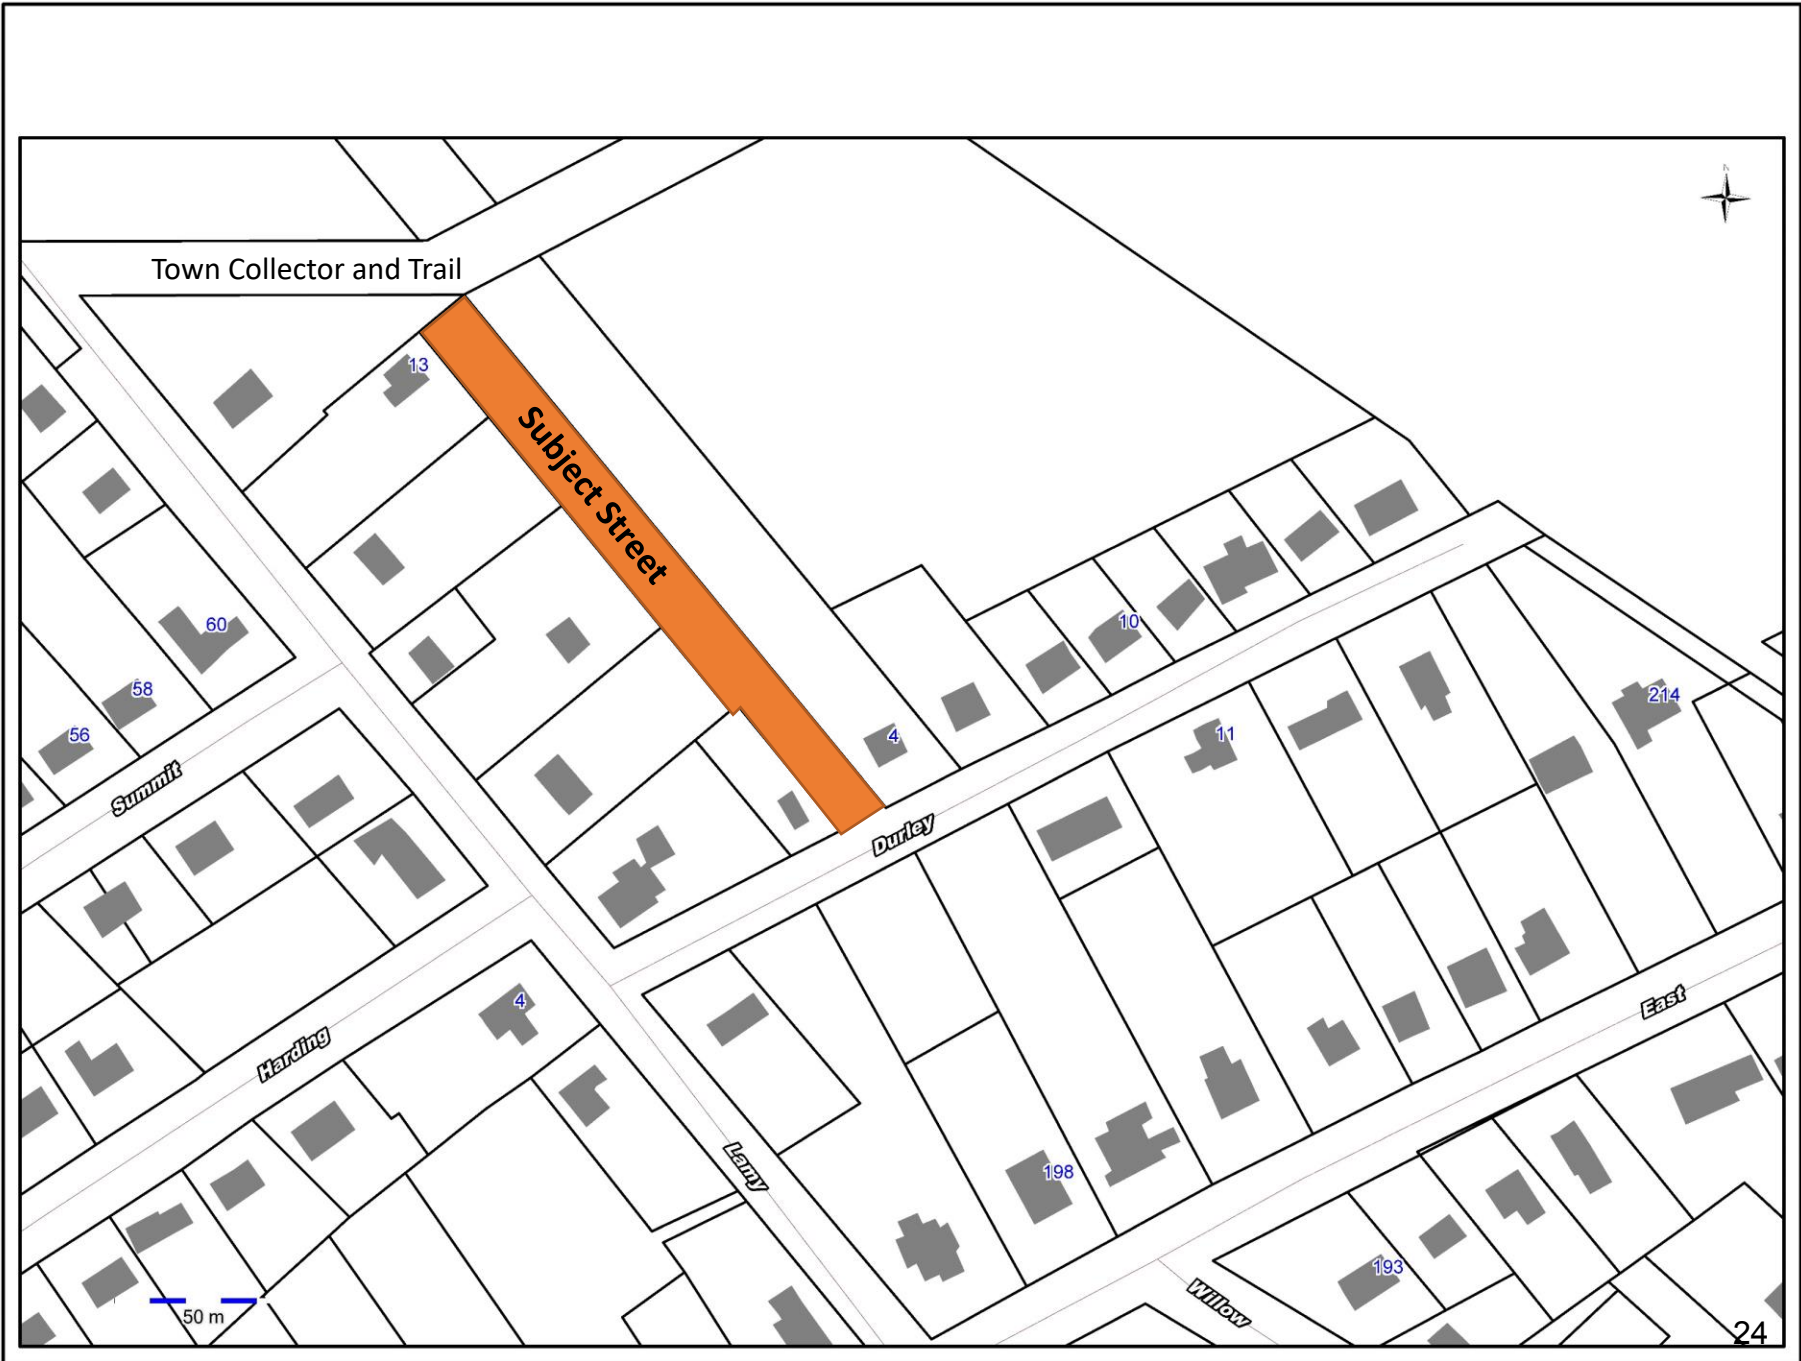 N
Town Collector and Trail
13
Subject Street
60
10
58
214
56
4
11
Summit
Durley
4
East
Harding
Lamy
198
193
Willow
50 m
24